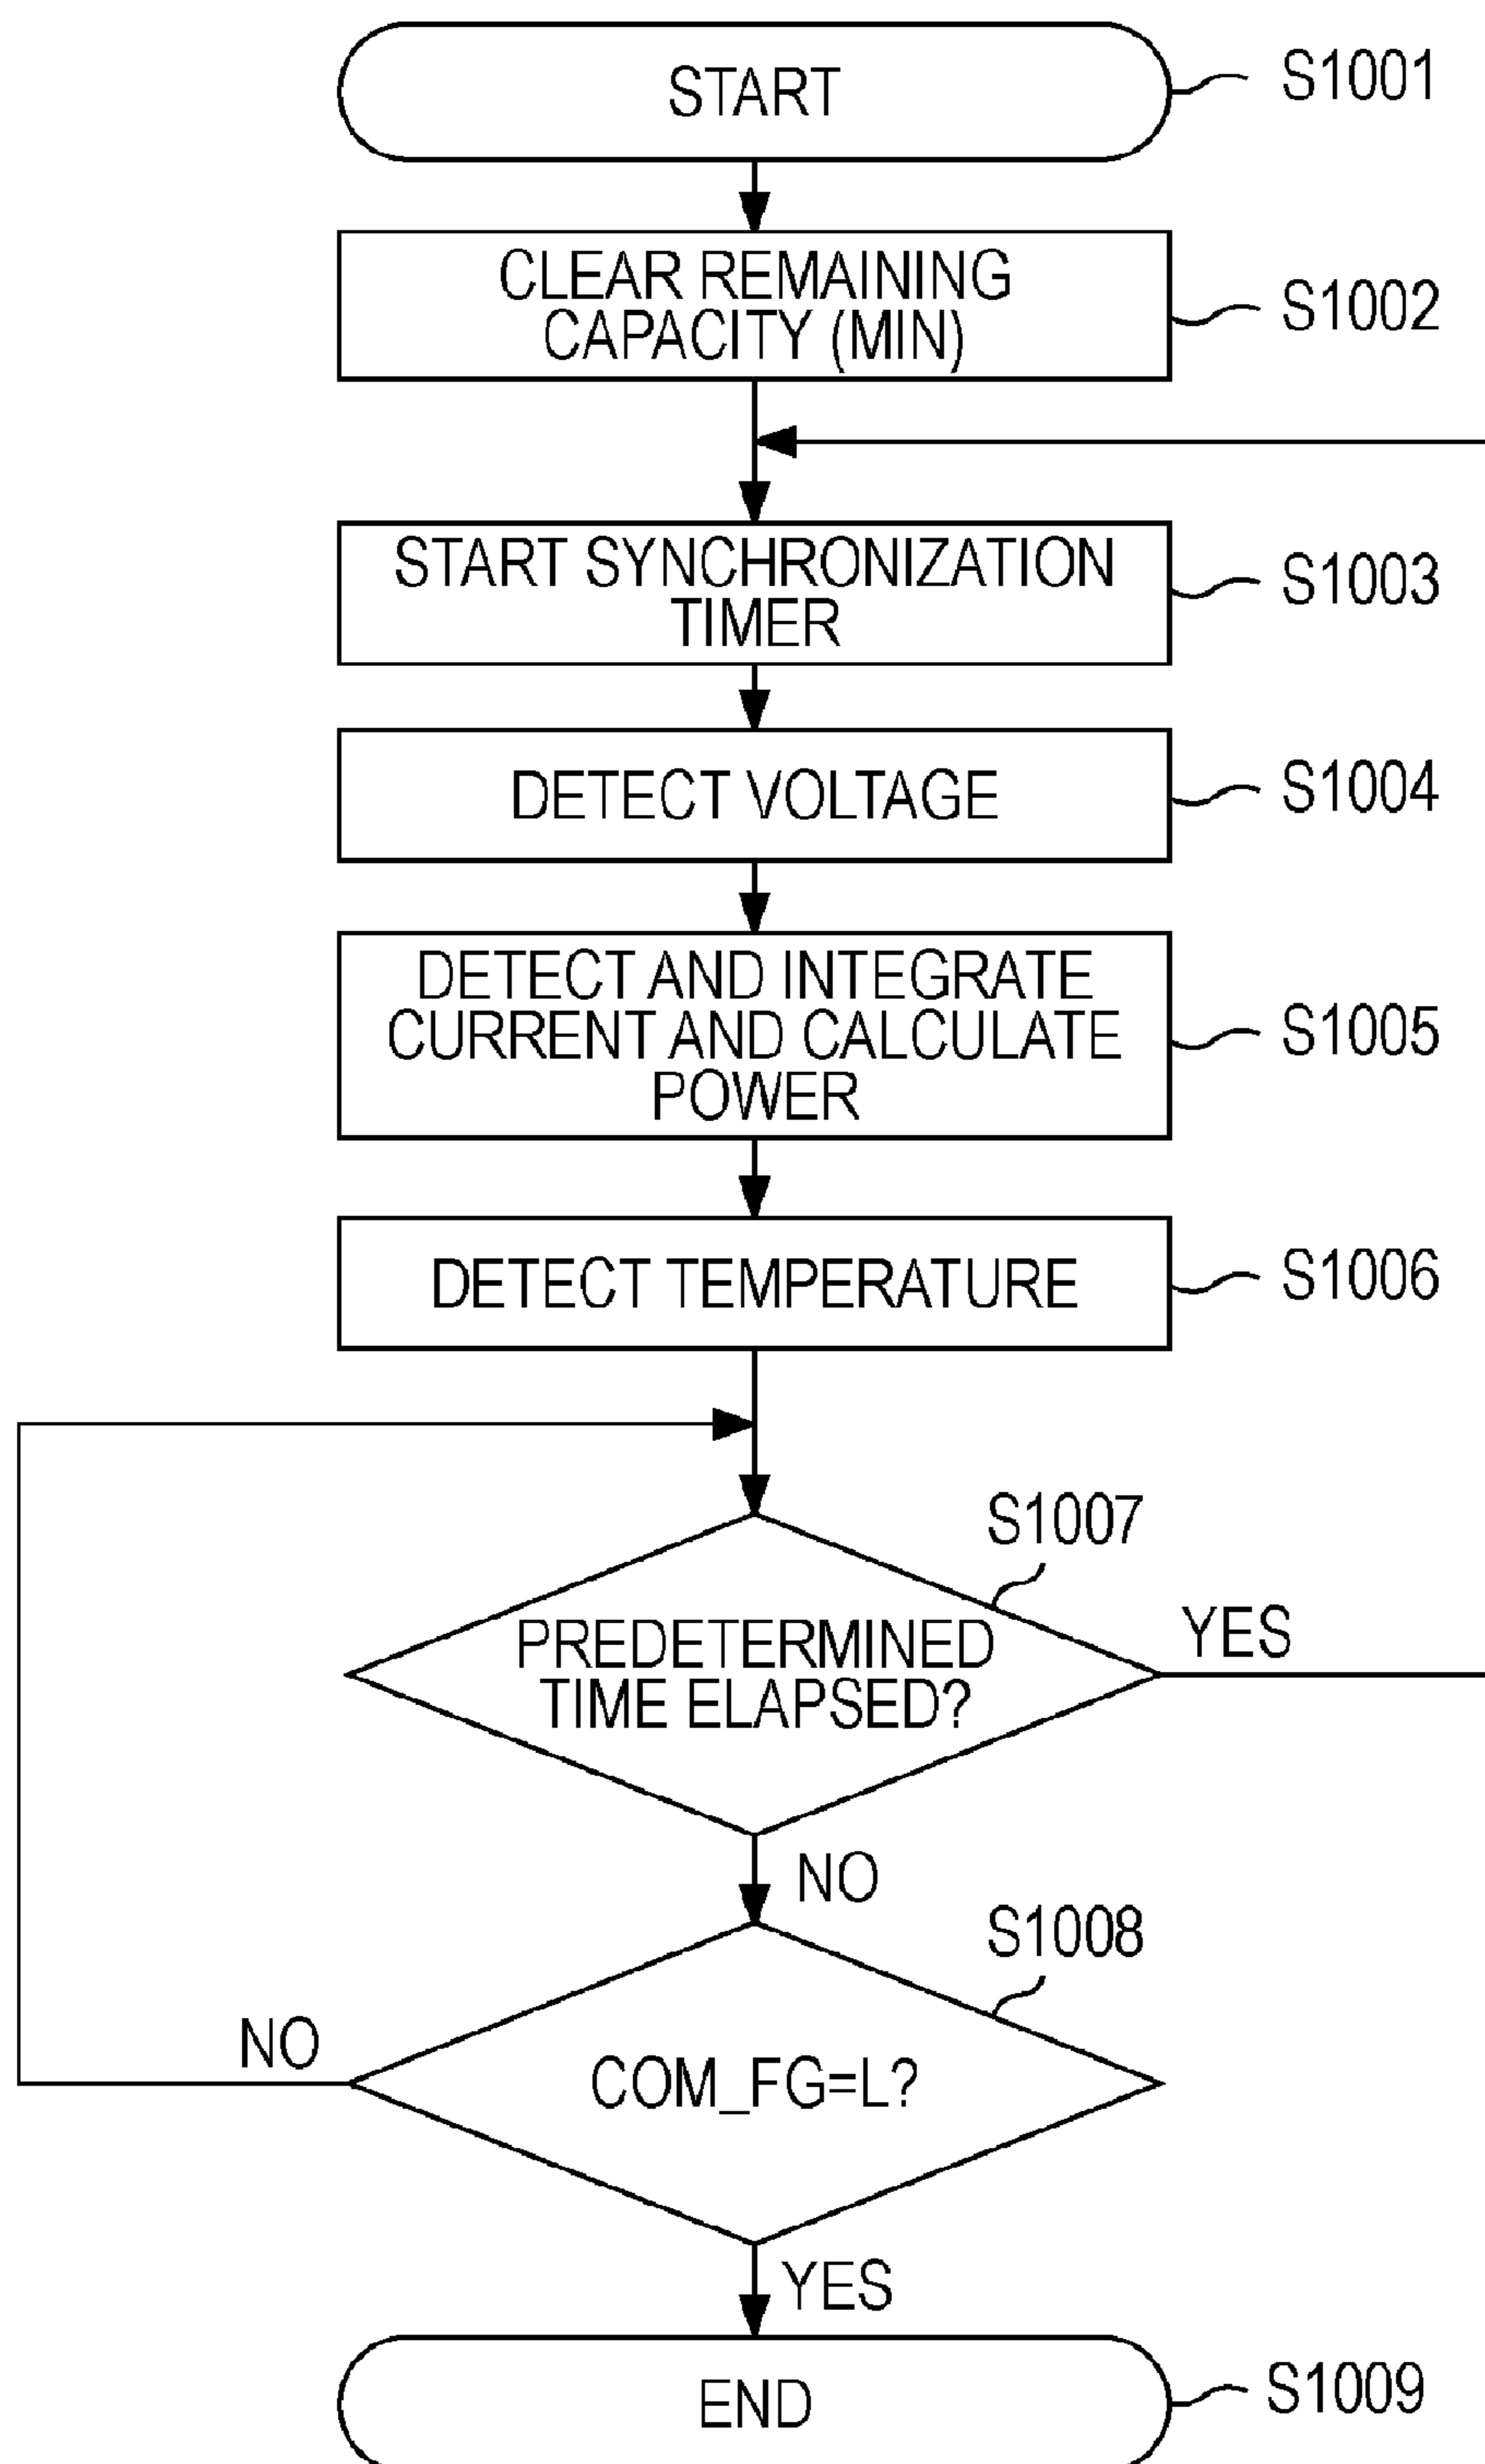 START
S1001
CLEAR REMAINING
CAPACITY (MIN)
S1002
START SYNCHRONIZATION
TIMER
S1003
DETECT VOLTAGE
S1004
DETECT AND INTEGRATE
CURRENT AND CALCULATE
POWER
S1005
DETECT TEMPERATURE
S1006
S1007
PREDETERMINED
TIME ELAPSED?
YES
NO
S1008
COM_FG=L?
NO
YES
END
S1009